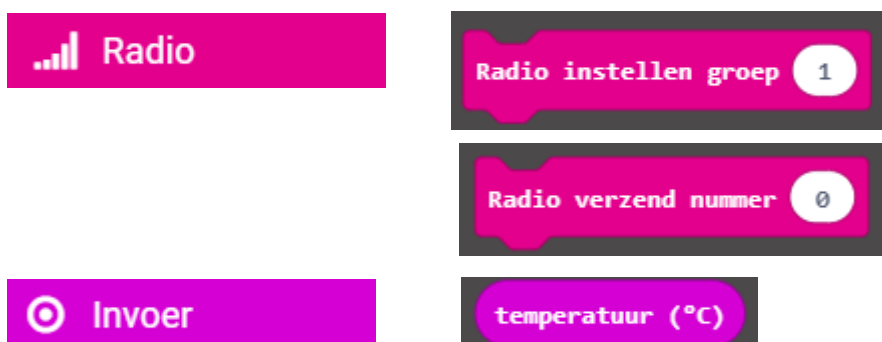 Radio
Radio instellen groep 1
Radio verzend nummer 0
Invoer
temperatuur (°C)